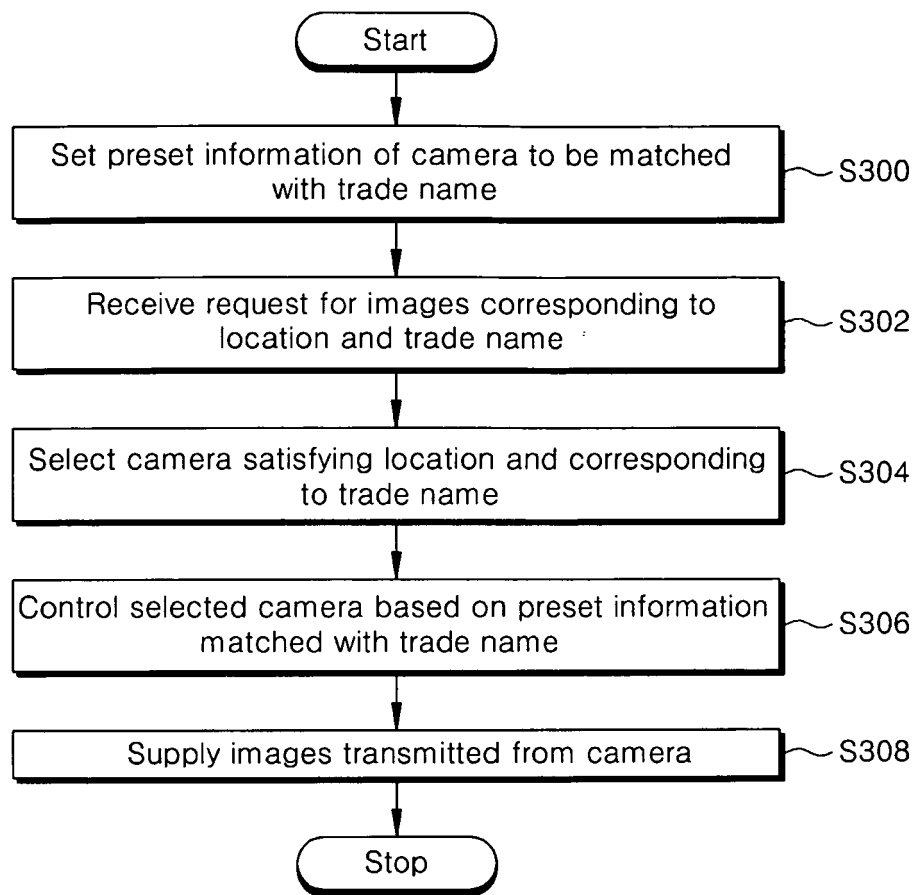 Start
Set preset information of camera to be matched
with trade name
S300
Receive request for images corresponding to
location and trade name
S302
Select camera satisfying location and corresponding
to trade name
S304
Control selected camera based on preset information
matched with trade name
S306
Supply images transmitted from camera
S308
Stop